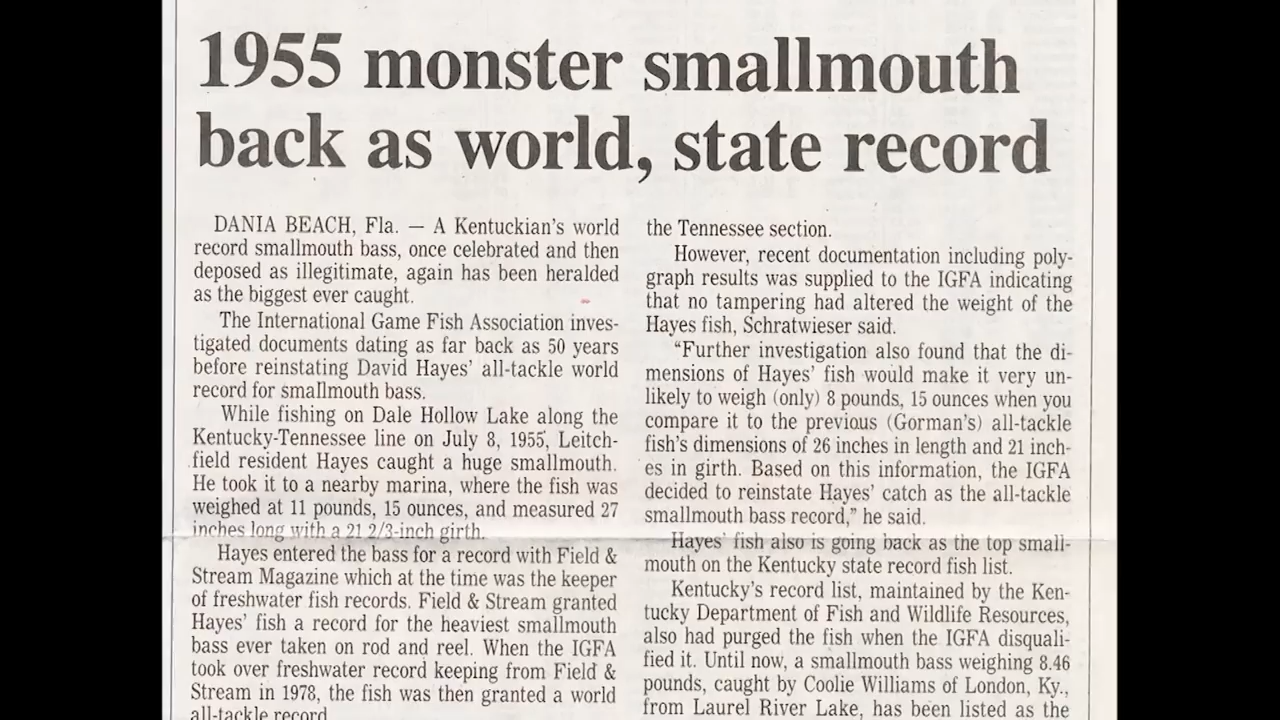 1955 monster smallmouth
back as world, state record
DANIA BEACH, Fla. — A Kentuckian's world
record smallmouth bass, once celebrated and then
deposed as illegitimate, again has been heralded
as the biggest ever caught.
The International Game Fish Association inves-
tigated documents dating as far back as 50 years
before reinstating David Hayes' all-tackle world
record for smallmouth bass.
While fishing on Dale Hollow Lake along the
Kentucky-Tennessee line on July 8, 1955, Leitch-
field resident Hayes caught a huge smallmouth.
He took it to a nearby marina, where the fish was
weighed at 11 pounds, 15 ounces, and measured 27
inches long with a 21 2/3-inch girth.
Hayes entered the bass for a record with Field &
Stream Magazine which at the time was the keeper
of freshwater fish records. Field & Stream granted
Hayes' fish a record for the heaviest smallmouth
bass ever taken on rod and reel. When the IGFA
took over freshwater record keeping from Field &
Stream in 1978, the fish was then granted a world
all-tackle record
the Tennessee section.
However, recent documentation including poly-
graph results was supplied to the IGFA indicating
that no tampering had altered the weight of the
Hayes fish, Schratwieser said.
“Further investigation also found that the di-
mensions of Hayes' fish would make it very un-
likely to weigh (only) 8 pounds, 15 ounces when you
compare it to the previous (Gorman's) all-tackle
fish's dimensions of 26 inches in length and 21 inch-
es in girth. Based on this information, the IGFA
decided to reinstate Hayes' catch as the all-tackle
smallmouth bass record,” he said.
Hayes' fish also is going back as the top small-
mouth on the Kentucky state record fish list.
Kentucky's record list, maintained by the Ken-
tucky Department of Fish and Wildlife Resources,
also had purged the fish when the IGFA disquali-
fied it. Until now, a smallmouth bass weighing 8.46
pounds, caught by Coolie Williams of London, Ky.,
from Laurel River Lake, has been listed as the